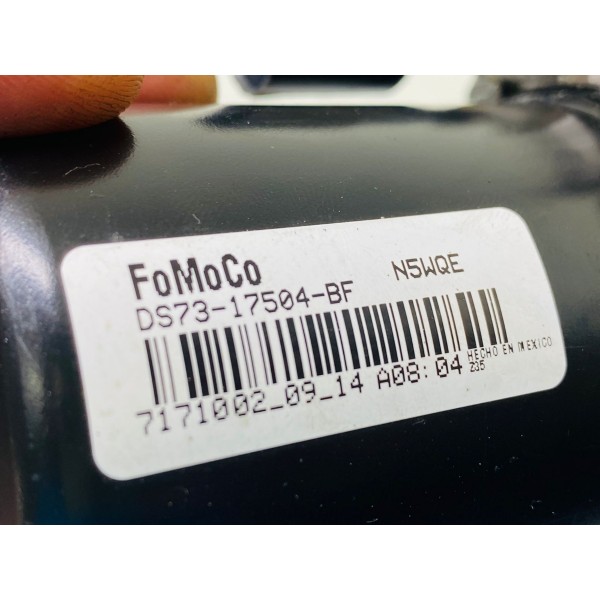 FoMoCo N5WQE
DS73-17504-BF
7171002_09_14 A08:04 HECHO EN MEXICO
Z35